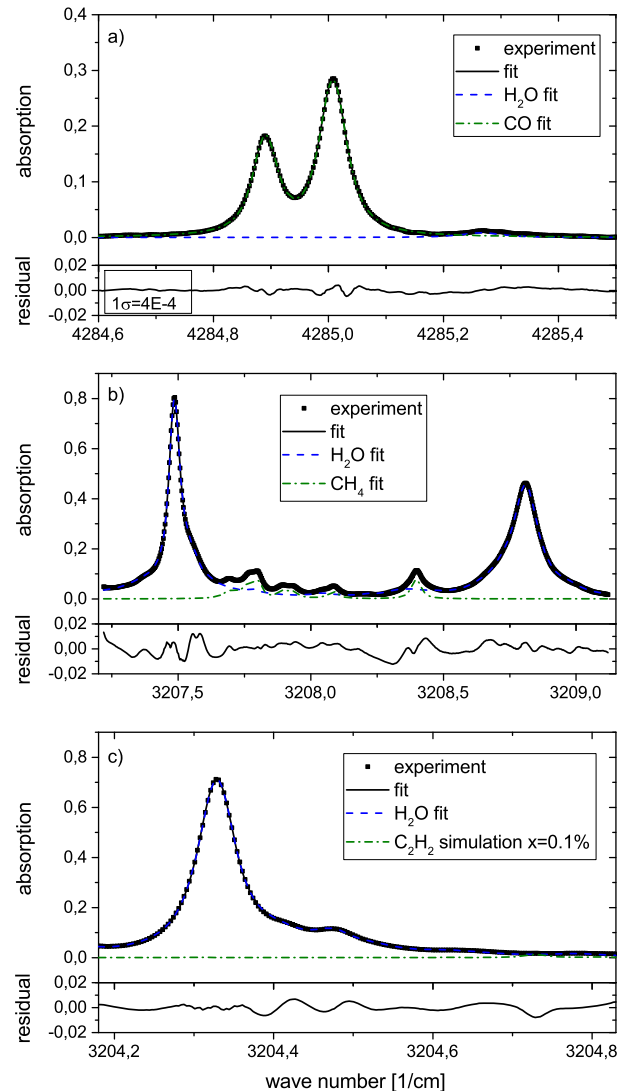 a)
0,4
0,3
0,2
0,1
0,0
absorption
experiment
fit
H₂O fit
CO fit
0,02
0,00
-0,02
residual
1σ=4E-4
4284,6 4284,8 4285,0 4285,2 4285,4
b)
0,8
0,4
0,0
absorption
experiment
fit
H₂O fit
CH₄ fit
0,02
0,00
-0,02
residual
3207,5 3208,0 3208,5 3209,0
c)
0,8
0,6
0,4
0,2
0,0
absorption
experiment
fit
H₂O fit
C₂H₂ simulation x=0.1%
0,02
0,00
-0,02
residual
3204,2 3204,4 3204,6 3204,8
wave number [1/cm]